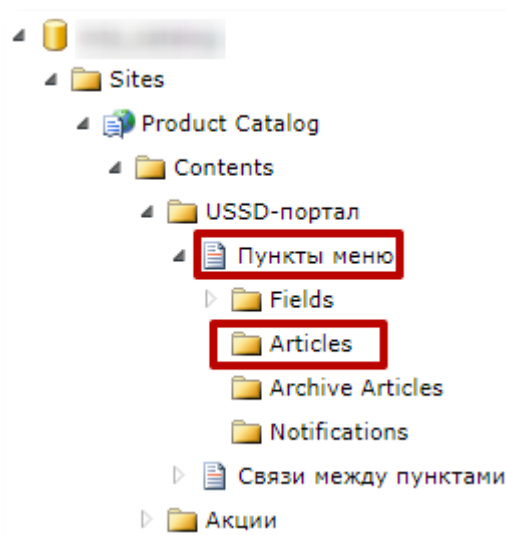 Sites
Product Catalog
Contents
USSD-портал
Пункты меню
Fields
Articles
Archive Articles
Notifications
Связи между пунктами
Акции